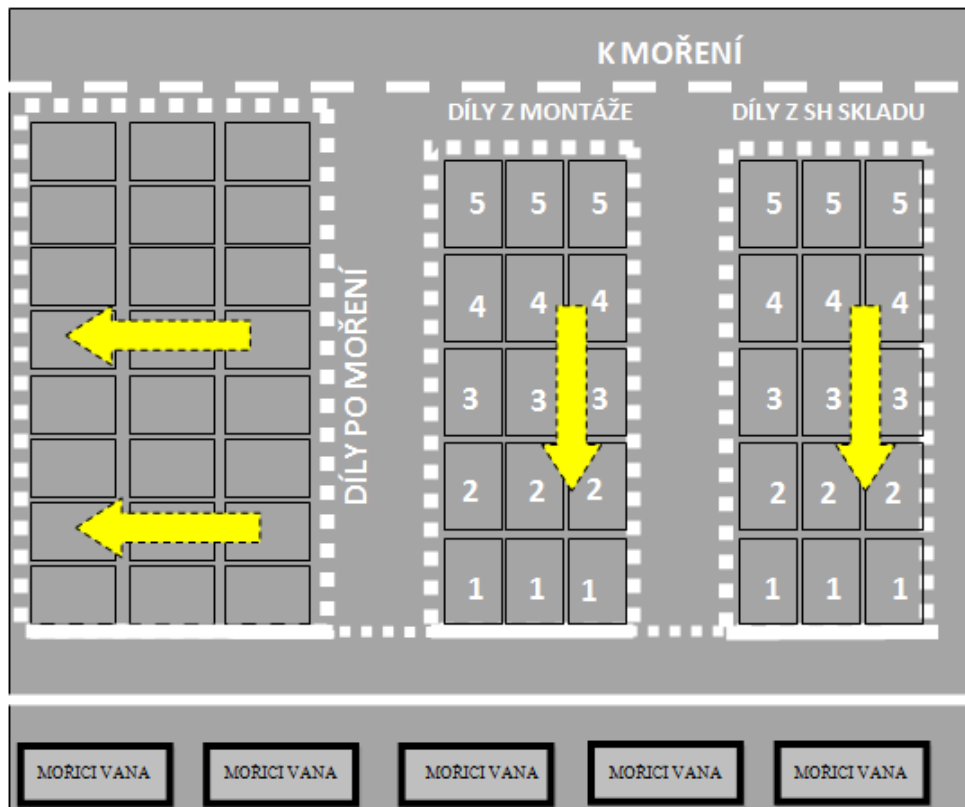 K MOŘENÍ
DÍLY Z MONTÁŽE
DÍLY Z SH SKLADU
DÍLY PO MOŘENÍ
5 5 5
5 5 5
4 4 4
4 4 4
3 3 3
3 3 3
2 2 2
2 2 2
1 1 1
1 1 1
MOŘICI VANA
MOŘICI VANA
MOŘICI VANA
MOŘICI VANA
MOŘICI VANA